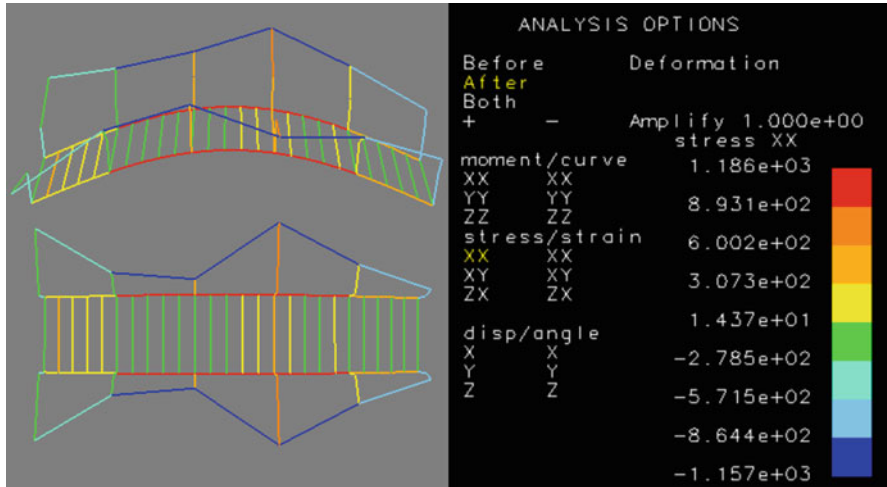 ANALYSIS OPTIONS
Before Deformation
After
Both
+ - Amplify 1.000e+00
stress XX
moment/curve 1.186e+03
XX XX
YY YY 8.931e+02
ZZ ZZ
stress/strain 6.002e+02
XX XX
XY XY 3.073e+02
ZX ZX
1.437e+01
disp/angle
X X -2.785e+02
Y Y
Z Z -5.715e+02
-8.644e+02
-1.157e+03